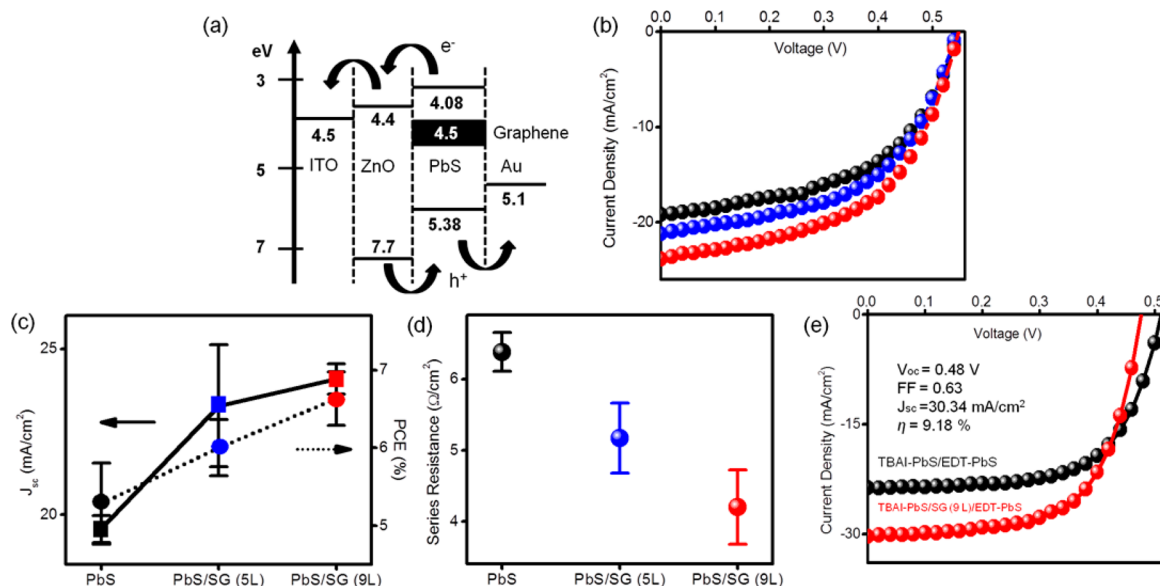 (a)
eV
3
5
7
e-
4.08
4.4
4.5
4.5
Graphene
ITO
ZnO
PbS
Au
5.1
5.38
7.7
h+
(b)
0.0 0.1 0.2 0.3 0.4 0.5
Voltage (V)
0
-10
-20
Current Density (mA/cm2)
(c)
25
20
Jsc (mA/cm2)
7
6
5
PCE (%)
PbS PbS/SG (5L) PbS/SG (9L)
(d)
6
5
4
Series Resistance (Ω/cm2)
PbS PbS/SG (5L) PbS/SG (9L)
(e)
0.0 0.1 0.2 0.3 0.4 0.5
Voltage (V)
0
-15
-30
Current Density (mA/cm2)
Voc = 0.48 V
FF = 0.63
Jsc =30.34 mA/cm2
η = 9.18 %
TBAI-PbS/EDT-PbS
TBAI-PbS/SG (9 L)/EDT-PbS